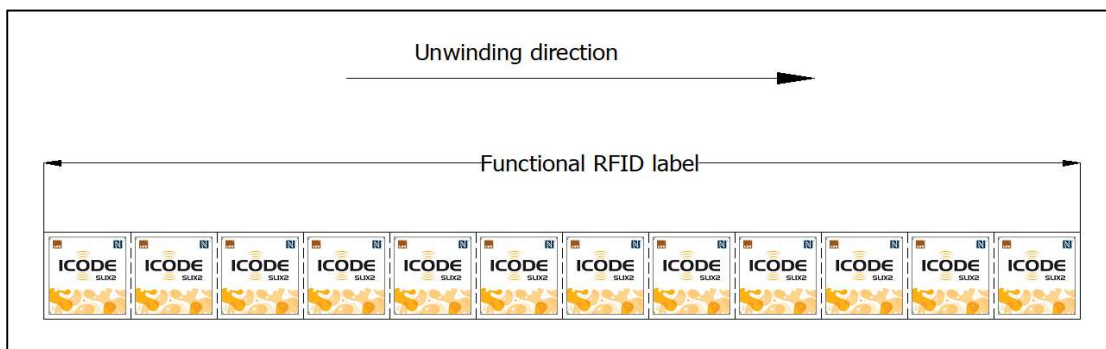 Unwinding direction
Functional RFID label
ICODE ICODE ICODE ICODE ICODE ICODE ICODE ICODE ICODE ICODE ICODE ICODE
SLIX2 SLIX2 SLIX2 SLIX2 SLIX2 SLIX2 SLIX2 SLIX2 SLIX2 SLIX2 SLIX2 SLIX2